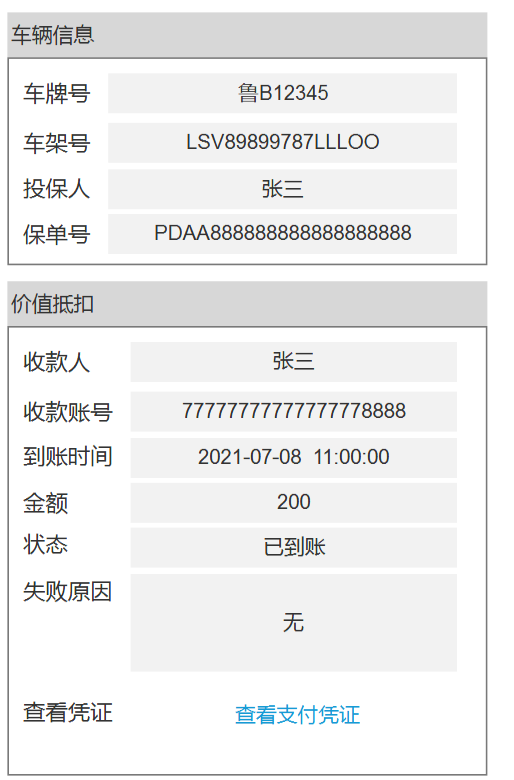 车辆信息
车牌号 鲁B12345
车架号 LSV89899787LLLOO
投保人 张三
保单号 PDAA888888888888888888
价值抵扣
收款人 张三
收款账号 77777777777777778888
到账时间 2021-07-08 11:00:00
金额 200
状态 已到账
失败原因 无
查看凭证 查看支付凭证